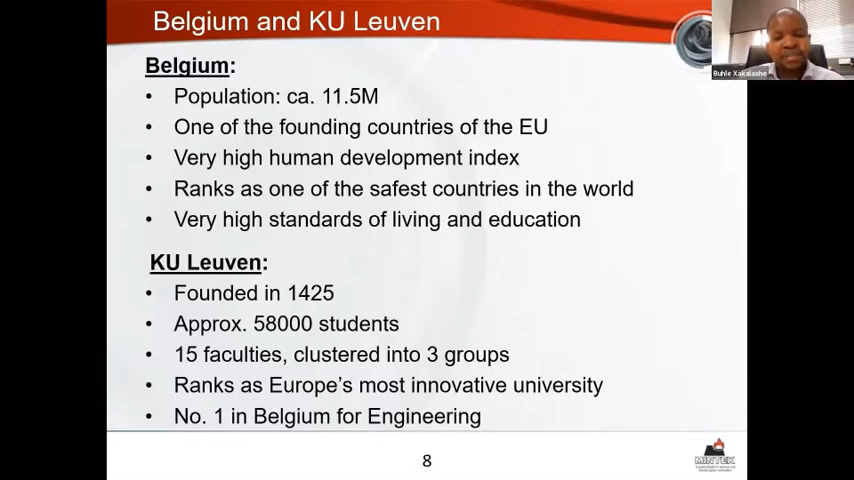 Belgium and KU Leuven
Buhle Xakalashe
Belgium:
• Population: ca. 11.5M
• One of the founding countries of the EU
• Very high human development index
• Ranks as one of the safest countries in the world
• Very high standards of living and education
KU Leuven:
• Founded in 1425
• Approx. 58000 students
• 15 faculties, clustered into 3 groups
• Ranks as Europe’s most innovative university
• No. 1 in Belgium for Engineering
8
MINTEK